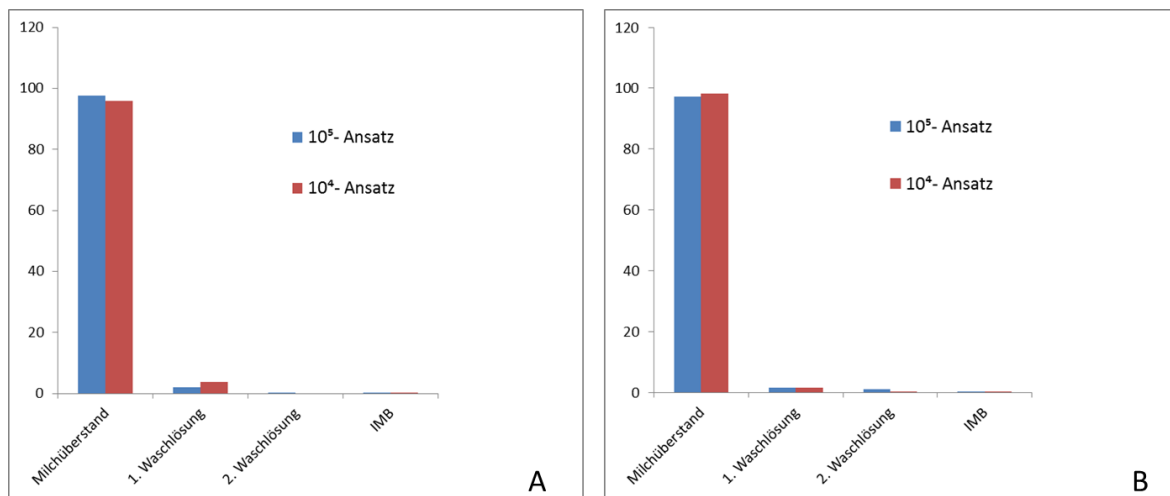 120
100
80
60
40
20
0
10⁵- Ansatz
10⁴- Ansatz
Milchüberstand
1. Waschlösung
2. Waschlösung
IMB
A
120
100
80
60
40
20
0
10⁵- Ansatz
10⁴- Ansatz
Milchüberstand
1. Waschlösung
2. Waschlösung
IMB
B